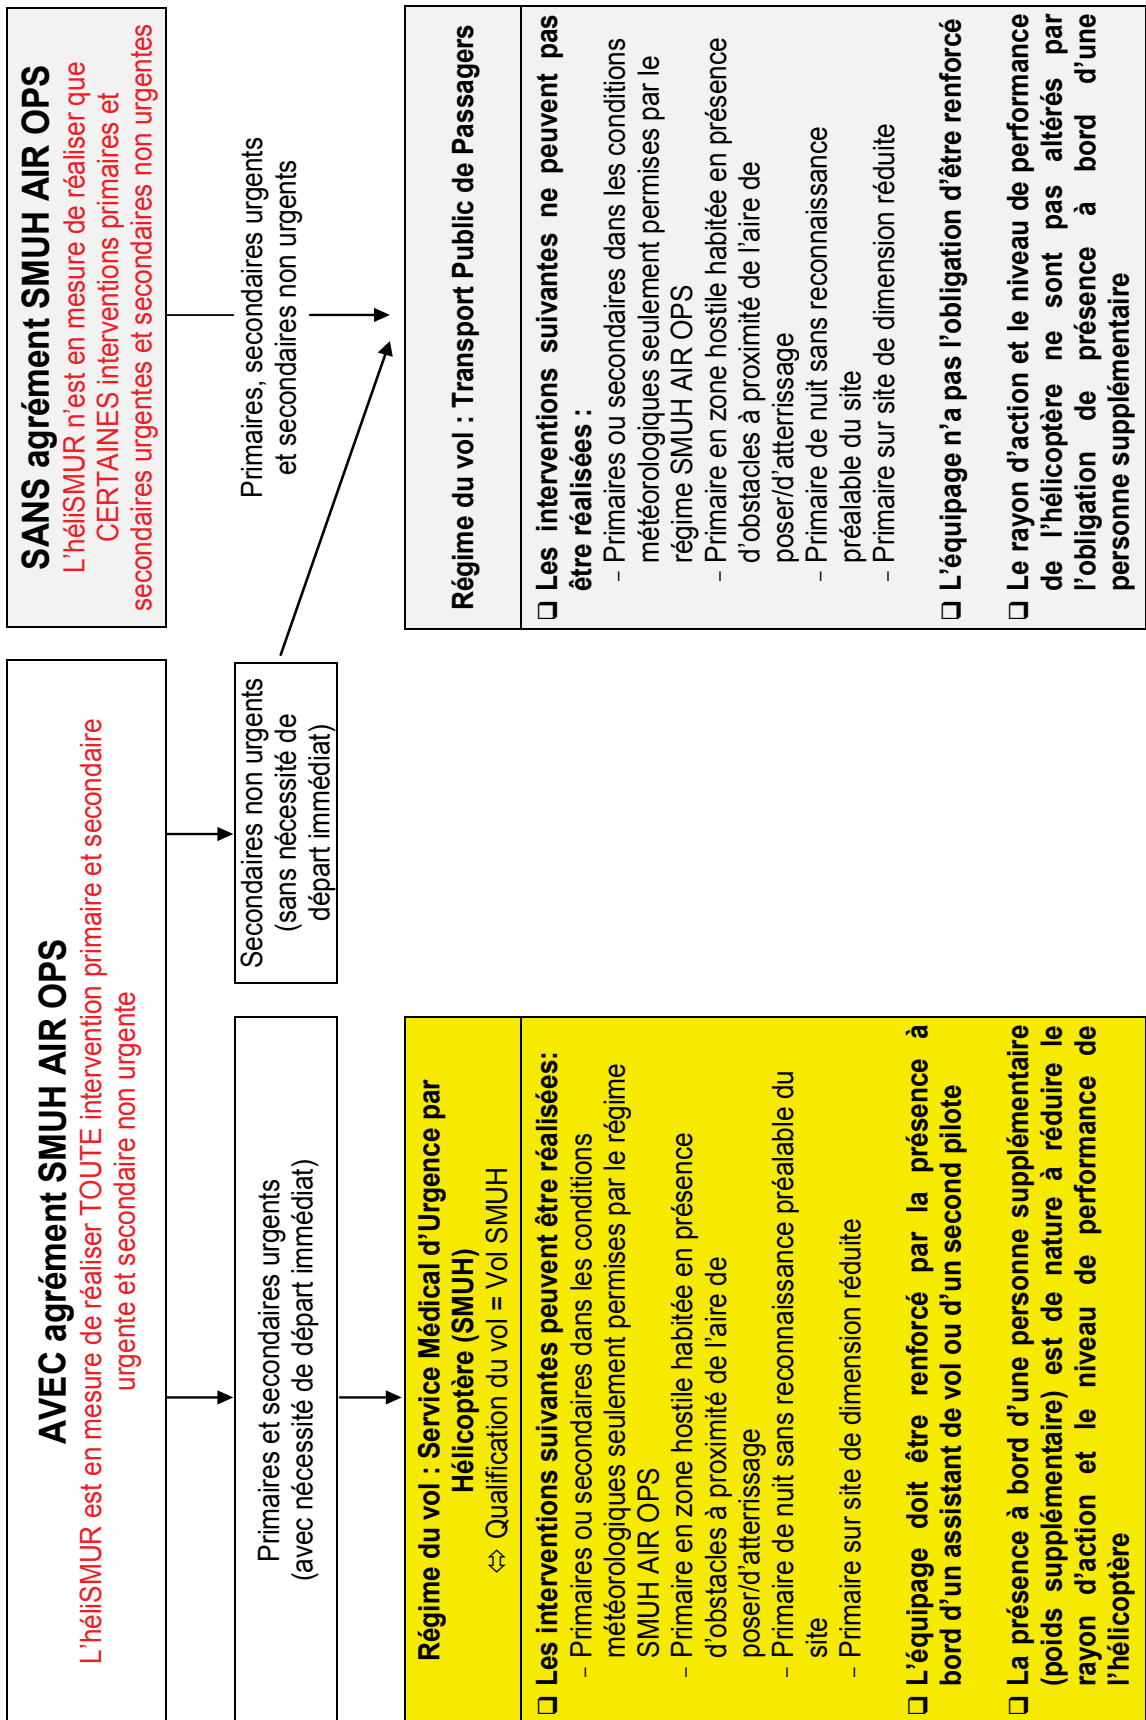 AVEC agrément SMUH AIR OPS
L'héliSMUR est en mesure de réaliser TOUTE intervention primaire et secondaire
urgente et secondaire non urgente
SANS agrément SMUH AIR OPS
L'héliSMUR n'est en mesure de réaliser que
CERTAINES interventions primaires et
secondaires urgentes et secondaires non urgentes
Primaires et secondaires urgents
(avec nécessité de départ immédiat)
Secondaires non urgents
(sans nécessité de
départ immédiat)
Primaires, secondaires urgents
et secondaires non urgents
Régime du vol : Service Médical d'Urgence par
Hélicoptère (SMUH)
⇔ Qualification du vol = Vol SMUH
❑ Les interventions suivantes peuvent être réalisées:
− Primaires ou secondaires dans les conditions
météorologiques seulement permises par le régime
SMUH AIR OPS
− Primaire en zone hostile habitée en présence
d'obstacles à proximité de l'aire de
poser/d'atterrissage
− Primaire de nuit sans reconnaissance préalable du
site
− Primaire sur site de dimension réduite
❑ L'équipage doit être renforcé par la présence à
bord d'un assistant de vol ou d'un second pilote
❑ La présence à bord d'une personne supplémentaire
(poids supplémentaire) est de nature à réduire le
rayon d'action et le niveau de performance de
l'hélicoptère
Régime du vol : Transport Public de Passagers
❑ Les interventions suivantes ne peuvent pas
être réalisées :
− Primaires ou secondaires dans les conditions
météorologiques seulement permises par le
régime SMUH AIR OPS
− Primaire en zone hostile habitée en présence
d'obstacles à proximité de l'aire de
poser/d'atterrissage
− Primaire de nuit sans reconnaissance
préalable du site
− Primaire sur site de dimension réduite
❑ L'équipage n'a pas l'obligation d'être renforcé
❑ Le rayon d'action et le niveau de performance
de l'hélicoptère ne sont pas altérés par
l'obligation de présence à bord d'une
personne supplémentaire